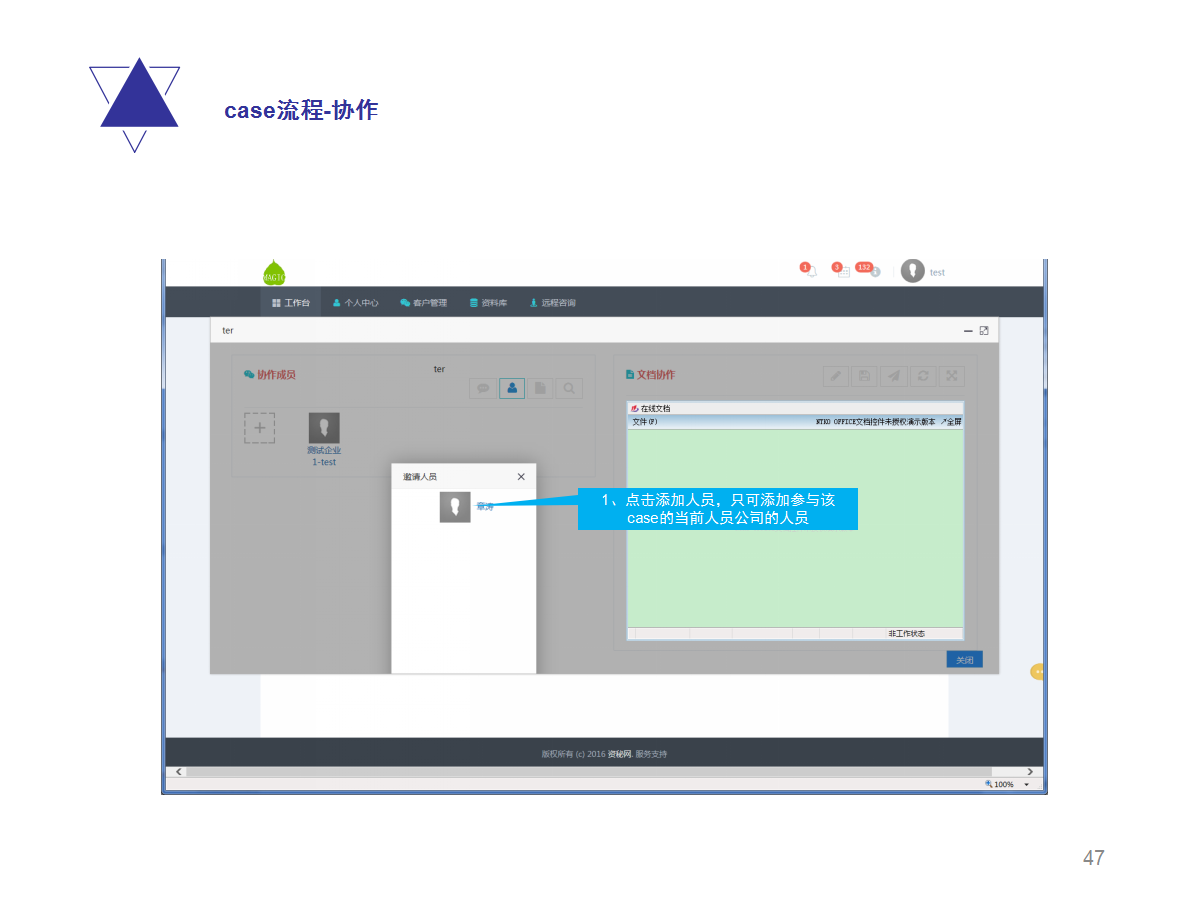 case流程-协作
MAGTC
1
3
132
test
工作台
个人中心
客户管理
资料库
远程咨询
ter
协作成员
ter
文档协作
在线文档
文件(F)
NTKO OFFICE文档控件未授权演示版本
全屏
测试企业
1-test
邀请人员
章涛
1、点击添加人员，只可添加参与该
case的当前人员公司的人员
非工作状态
关闭
版权所有 (c) 2016 资秘网. 服务支持
100%
47